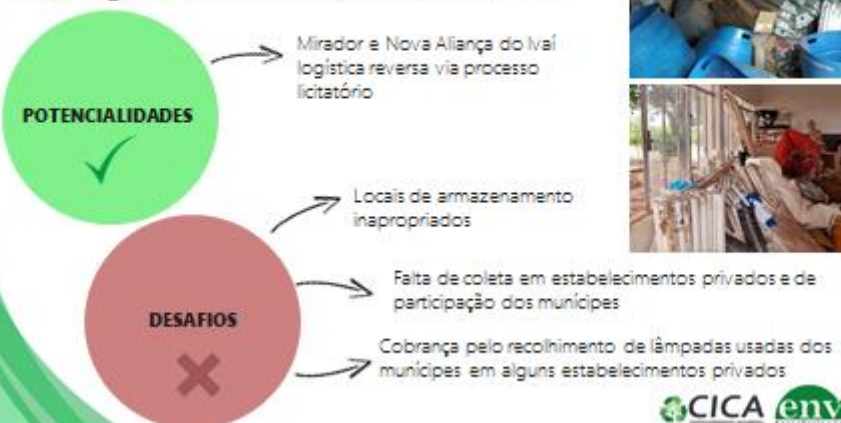 POTENCIALIDADES
Mirador e Nova Aliança do Ivaí
logística reversa via processo
licitatório
DESAFIOS
Locais de armazenamento
inapropriados
Falta de coleta em estabelecimentos privados e de
participação dos munícipes
Cobrança pelo recolhimento de lâmpadas usadas dos
munícipes em alguns estabelecimentos privados
CICA env